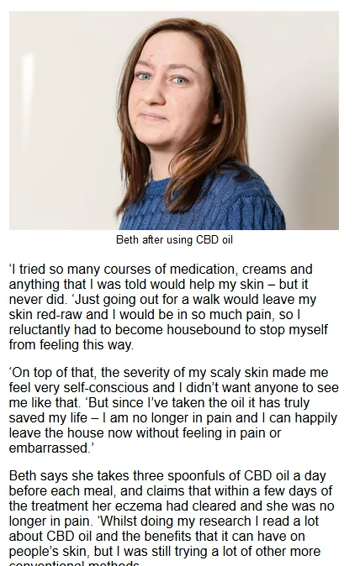 Beth after using CBD oil
‘I tried so many courses of medication, creams and
anything that I was told would help my skin – but it
never did. ‘Just going out for a walk would leave my
skin red-raw and I would be in so much pain, so I
reluctantly had to become housebound to stop myself
from feeling this way.
‘On top of that, the severity of my scaly skin made me
feel very self-conscious and I didn’t want anyone to see
me like that. ‘But since I’ve taken the oil it has truly
saved my life – I am no longer in pain and I can happily
leave the house now without feeling in pain or
embarrassed.’
Beth says she takes three spoonfuls of CBD oil a day
before each meal, and claims that within a few days of
the treatment her eczema had cleared and she was no
longer in pain. ‘Whilst doing my research I read a lot
about CBD oil and the benefits that it can have on
people’s skin, but I was still trying a lot of other more
conventional methods